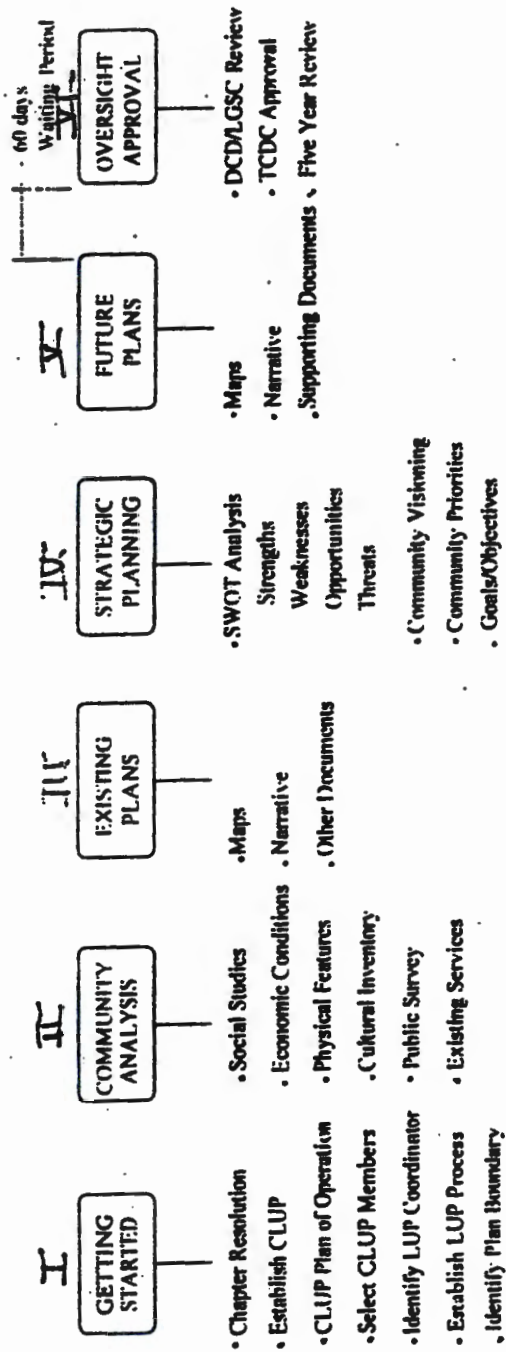 I
GETTING
STARTED
• Chapter Resolution
• Establish CLUP
• CLUP Plan of Operation
• Select CLUP Members
• Identify LUP Coordinator
• Establish LUP Process
• Identify Plan Boundary
II
COMMUNITY
ANALYSIS
• Social Studies
• Economic Conditions
• Physical Features
• Cultural Inventory
• Public Survey
• Existing Services
III
EXISTING
PLANS
• Maps
• Narrative
• Other Documents
IV
STRATEGIC
PLANNING
• SWOT Analysis
Strengths
Weaknesses
Opportunities
Threats
• Community Visioning
• Community Priorities
• Goals/Objectives
V
FUTURE
PLANS
• Maps
• Narrative
• Supporting Documents
60 days
Waiting Period
VI
OVERSIGHT
APPROVAL
• DCD/LGSC Review
• TCDC Approval
• Five Year Review